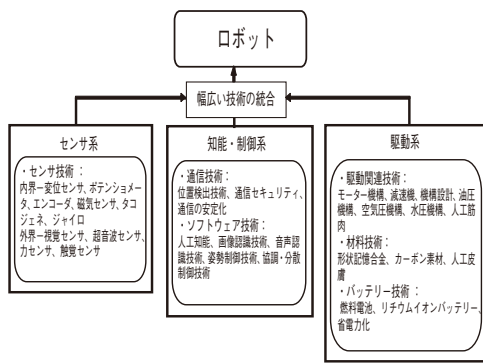 ロボット
幅広い技術の統合
センサ系
・センサ技術：
内界ー変位センサ、ポテンショメー
タ、エンコーダ、磁気センサ、タコ
ジェネ、ジャイロ
外界ー視覚センサ、超音波センサ、
力センサ、触覚センサ
知能・制御系
・通信技術：
位置検出技術、通信セキュリティ、
通信の安定化
・ソフトウェア技術：
人工知能、画像認識技術、音声認
識技術、姿勢制御技術、協調・分散
制御技術
駆動系
・駆動関連技術：
モーター機構、減速機、機構設計、油圧
機構、空気圧機構、水圧機構、人工筋
肉
・材料技術：
形状記憶合金、カーボン素材、人工皮
膚
・バッテリー技術：
燃料電池、リチウムイオンバッテリー、
省電力化